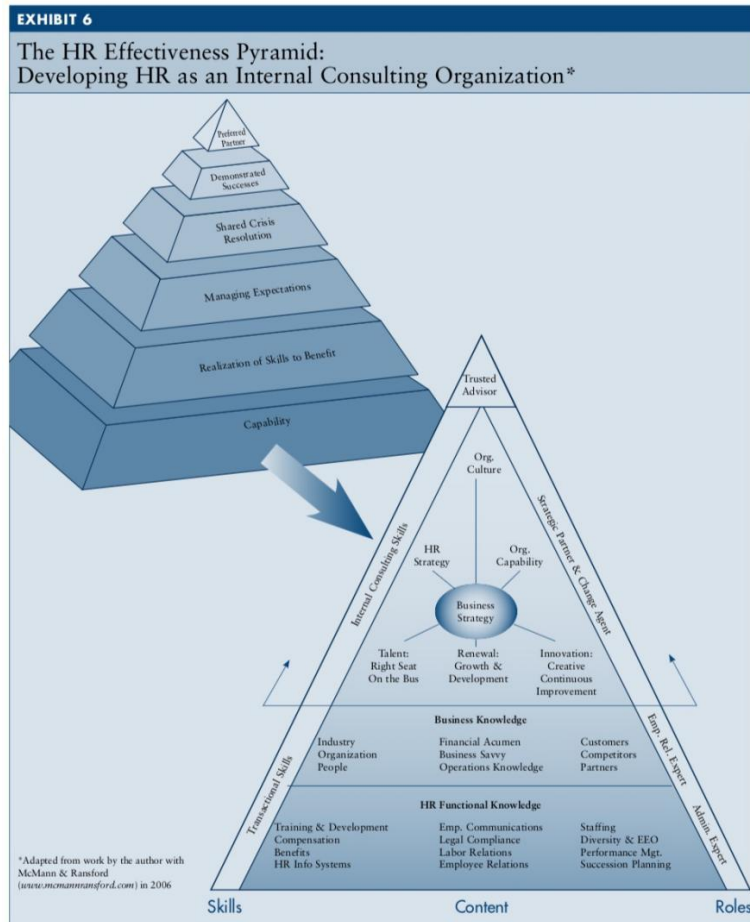 EXHIBIT 6
The HR Effectiveness Pyramid:
Developing HR as an Internal Consulting Organization*
Preferred
Partner
Demonstrated
Successes
Shared Crisis
Resolution
Managing Expectations
Realization of Skills to Benefit
Capability
Trusted
Advisor
Internal Consulting Skills
Strategic Partner & Change Agent
Org.
Culture
HR
Strategy
Org.
Capability
Business
Strategy
Talent:
Right Seat
On the Bus
Renewal:
Growth &
Development
Innovation:
Creative
Continuous
Improvement
Transactional Skills
Emp. Rel. Expert
Admin. Expert
Business Knowledge
Industry
Organization
People
Financial Acumen
Business Savvy
Operations Knowledge
Customers
Competitors
Partners
HR Functional Knowledge
Training & Development
Compensation
Benefits
HR Info Systems
Emp. Communications
Legal Compliance
Labor Relations
Employee Relations
Staffing
Diversity & EEO
Performance Mgt.
Succession Planning
*Adapted from work by the author with
McMann & Ransford
(www.mcmannransford.com) in 2006
Skills
Content
Roles